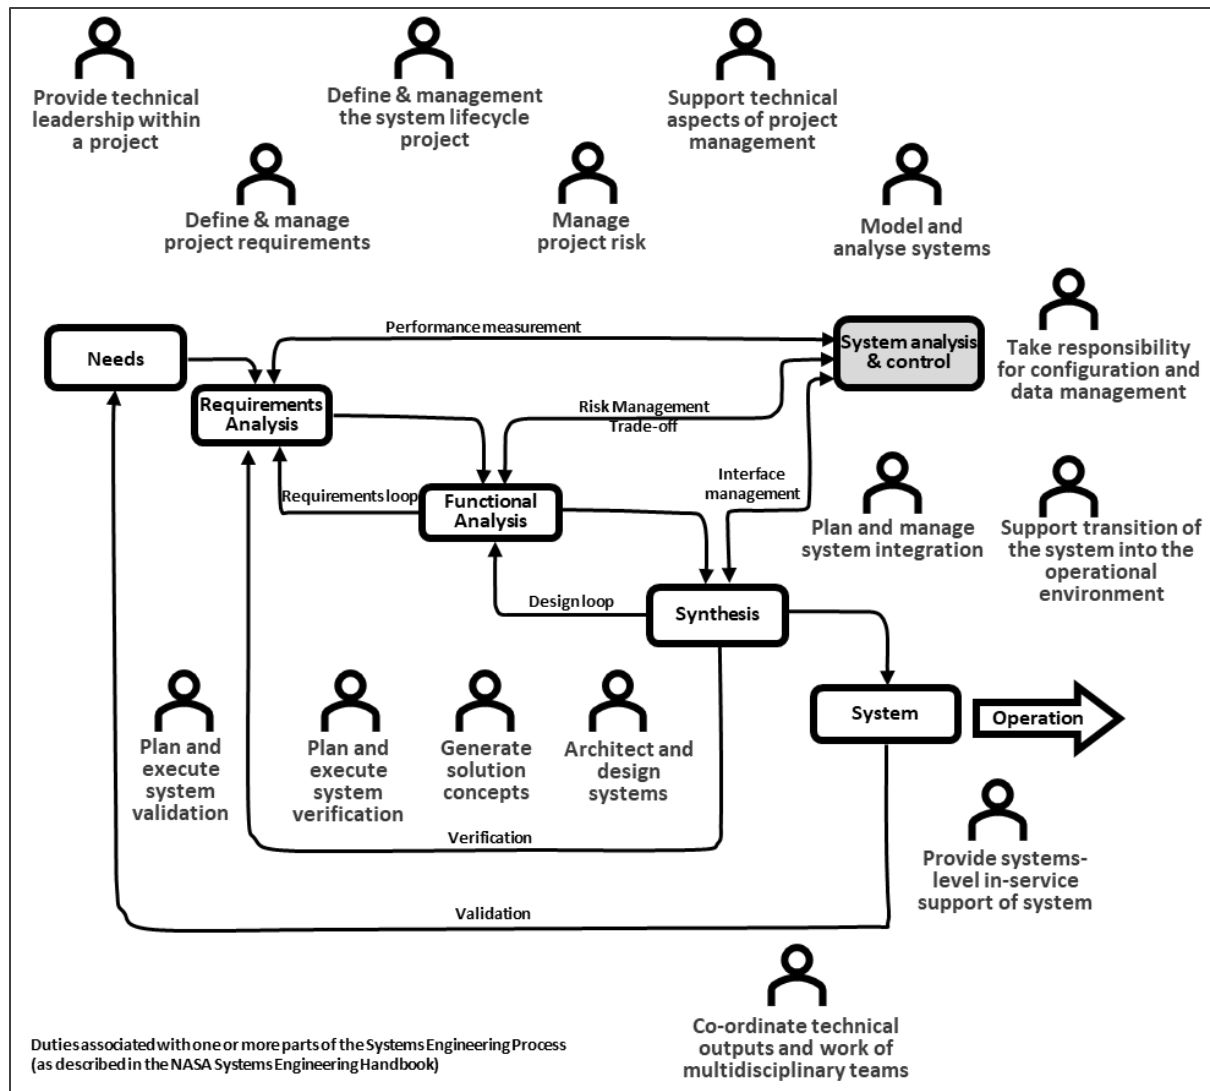 Provide technical
leadership within
a project
Define & management
the system lifecycle
project
Support technical
aspects of project
management
Define & manage
project requirements
Manage
project risk
Model and
analyse systems
Needs
Performance measurement
System analysis
& control
Take responsibility
for configuration and
data management
Requirements
Analysis
Risk Management
Trade-off
Requirements loop
Functional
Analysis
Interface
management
Plan and manage
system integration
Support transition of
the system into the
operational
environment
Design loop
Synthesis
System
Operation
Plan and
execute
system
validation
Plan and
execute
system
verification
Generate
solution
concepts
Architect and
design
systems
Verification
Provide systems-
level in-service
support of system
Validation
Co-ordinate technical
outputs and work of
multidisciplinary teams
Duties associated with one or more parts of the Systems Engineering Process
(as described in the NASA Systems Engineering Handbook)